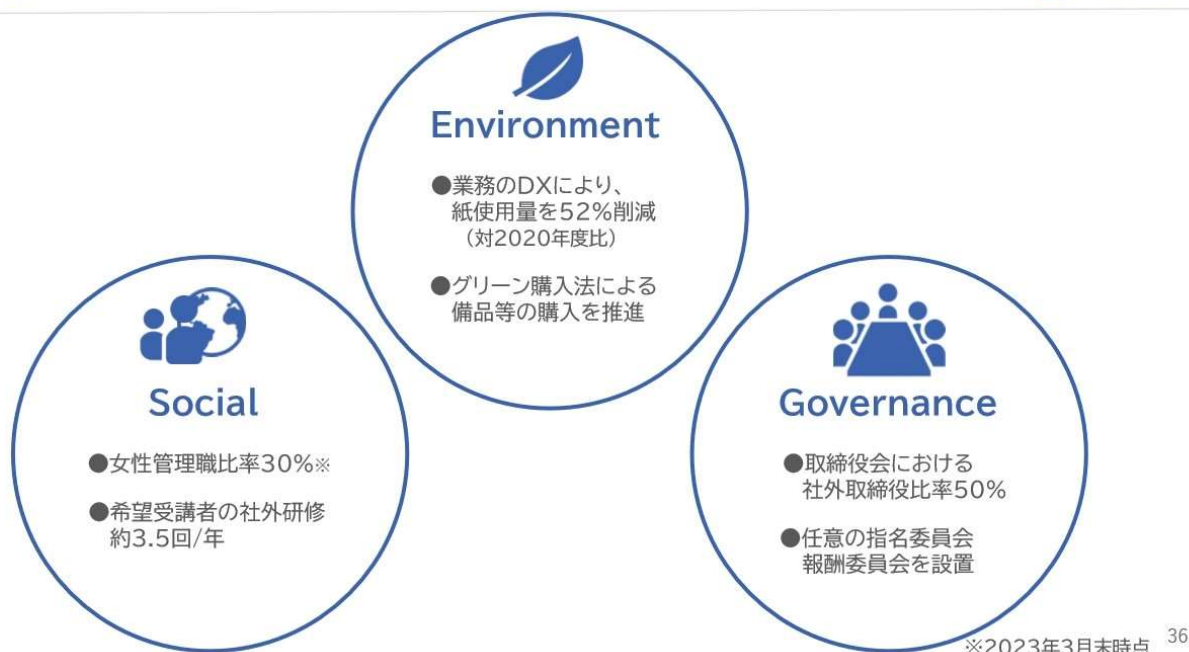 Environment
●業務のDXにより、
紙使用量を52%削減
（対2020年度比）
●グリーン購入法による
備品等の購入を推進
Social
●女性管理職比率30%※
●希望受講者の社外研修
約3.5回/年
Governance
●取締役会における
社外取締役比率50%
●任意の指名委員会
報酬委員会を設置
※2023年3月末時点
36